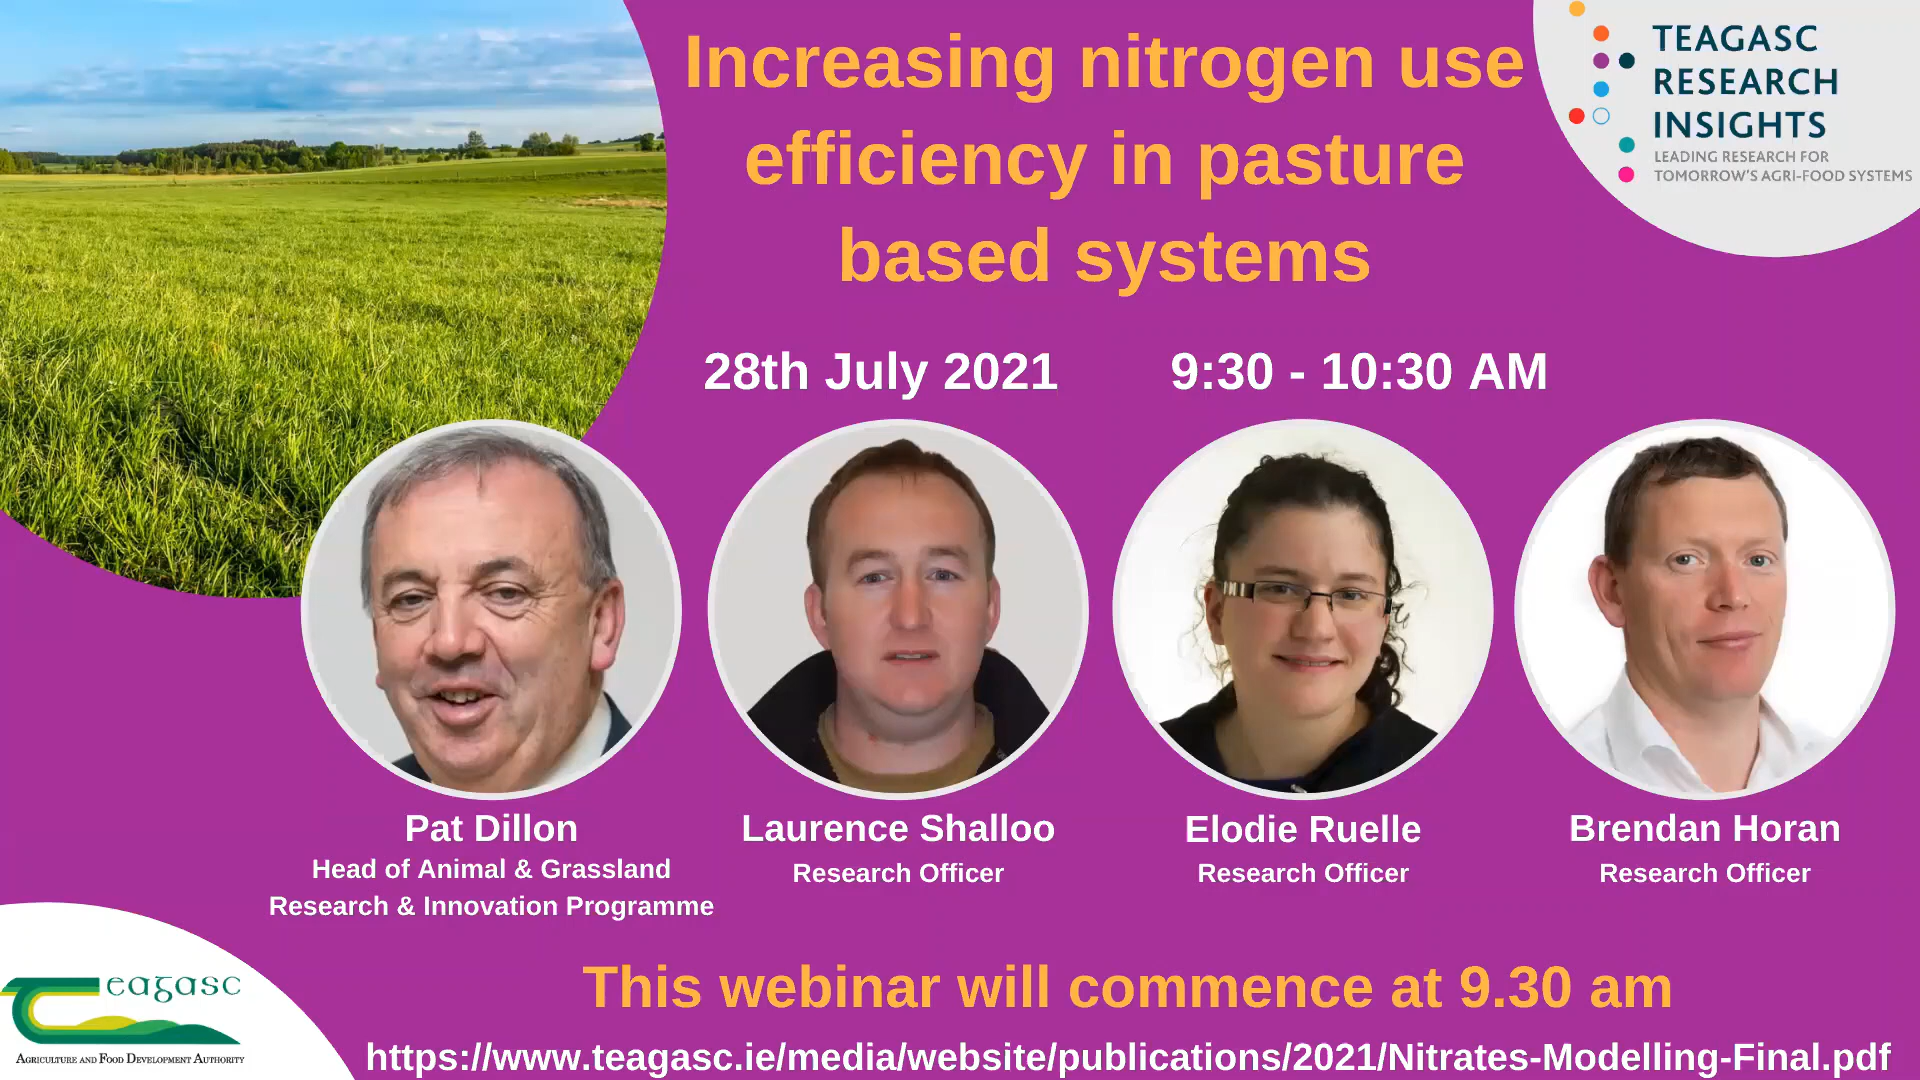 Increasing nitrogen use
efficiency in pasture
based systems
TEAGASC
RESEARCH
INSIGHTS
LEADING RESEARCH FOR
TOMORROW'S AGRI-FOOD SYSTEMS
28th July 2021 9:30 - 10:30 AM
Pat Dillon
Head of Animal & Grassland
Research & Innovation Programme
Laurence Shalloo
Research Officer
Elodie Ruelle
Research Officer
Brendan Horan
Research Officer
This webinar will commence at 9.30 am
https://www.teagasc.ie/media/website/publications/2021/Nitrates-Modelling-Final.pdf
Teagasc
AGRICULTURE AND FOOD DEVELOPMENT AUTHORITY